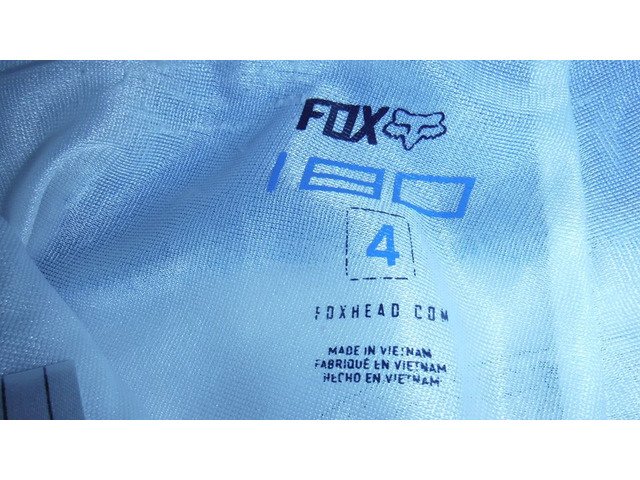 FOX
180
4
FOXHEAD.COM
MADE IN VIETNAM
FABRIQUÉ EN VIETNAM
HECHO EN VIETNAM